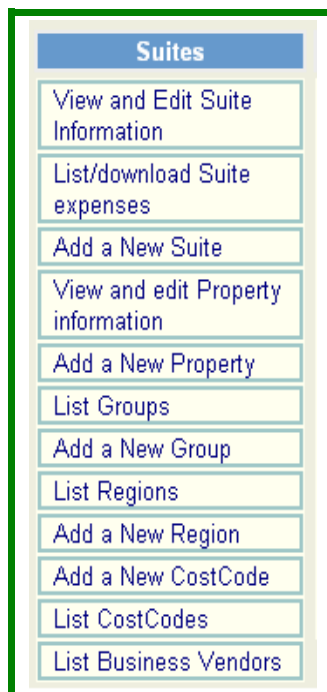 Suites
View and Edit Suite
Information
List/download Suite
expenses
Add a New Suite
View and edit Property
information
Add a New Property
List Groups
Add a New Group
List Regions
Add a New Region
Add a New CostCode
List CostCodes
List Business Vendors